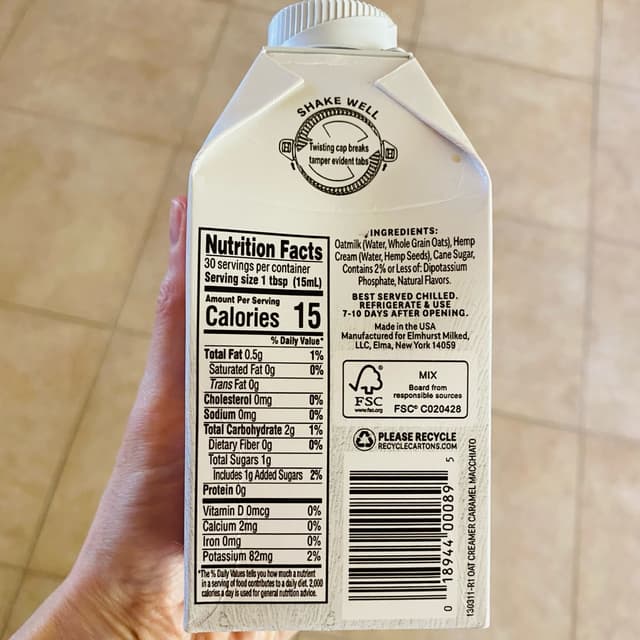 SHAKE WELL
Twisting cap breaks
tamper evident tabs
Nutrition Facts
30 servings per container
Serving size 1 tbsp (15mL)
Amount Per Serving
Calories 15
% Daily Value*
Total Fat 0.5g 1%
Saturated Fat 0g 0%
Trans Fat 0g
Cholesterol 0mg 0%
Sodium 0mg 0%
Total Carbohydrate 2g 1%
Dietary Fiber 0g 0%
Total Sugars 1g
Includes 1g Added Sugars 2%
Protein 0g
Vitamin D 0mcg 0%
Calcium 2mg 0%
Iron 0mg 0%
Potassium 82mg 2%
*The % Daily Values tells you how much a nutrient
in a serving of food contributes to a daily diet. 2,000
calories a day is used for general nutrition advice.
INGREDIENTS:
Oatmilk (Water, Whole Grain Oats), Hemp
Cream (Water, Hemp Seeds), Cane Sugar,
Contains 2% or Less of: Dipotassium
Phosphate, Natural Flavors.
BEST SERVED CHILLED.
REFRIGERATE & USE
7-10 DAYS AFTER OPENING.
Made in the USA
Manufactured for Elmhurst Milked,
LLC, Elma, New York 14059
FSC
www.fsc.org
MIX
Board from
responsible sources
FSC® C020428
PLEASE RECYCLE
RECYCLECARTONS.COM
0 18944 00089 5
130311-R1 OAT CREAMER CARAMEL MACCHIATO